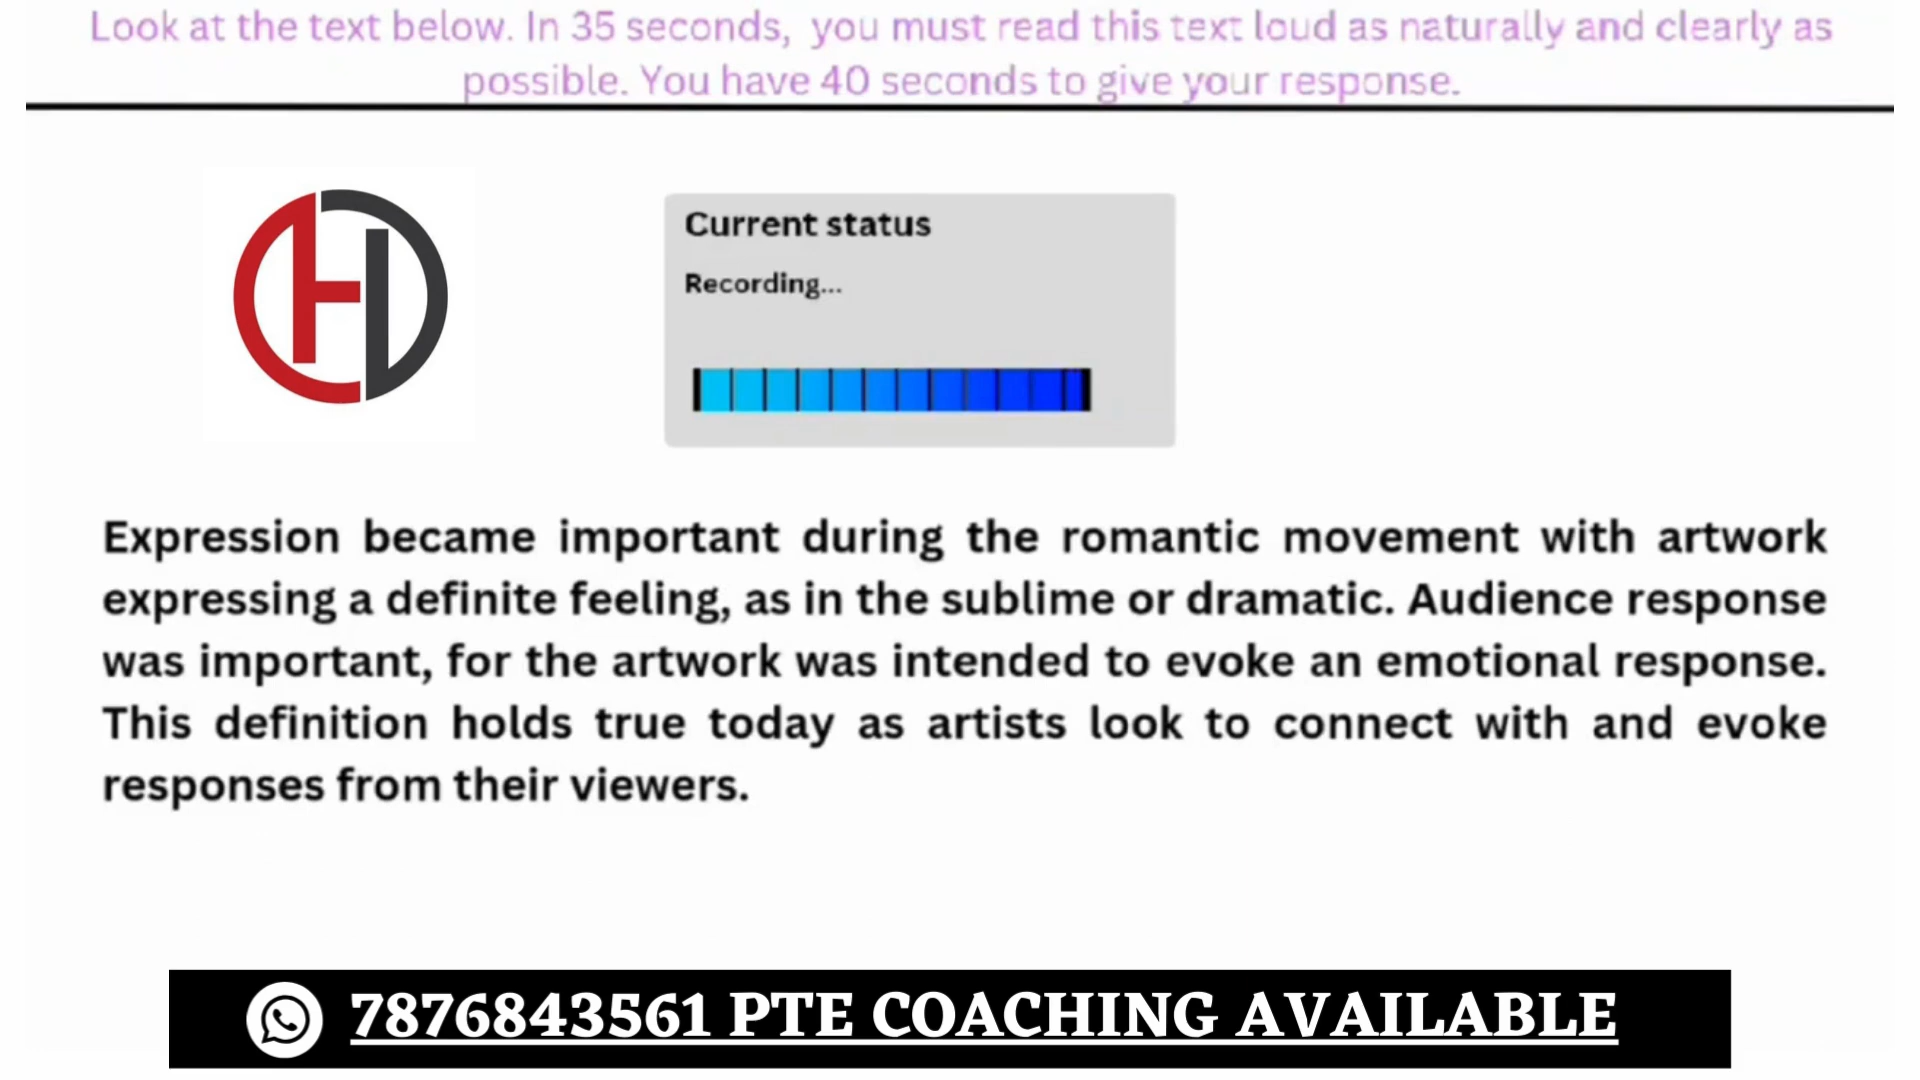 Look at the text below. In 35 seconds, you must read this text loud as naturally and clearly as
possible. You have 40 seconds to give your response.
Current status
Recording...
Expression became important during the romantic movement with artwork
expressing a definite feeling, as in the sublime or dramatic. Audience response
was important, for the artwork was intended to evoke an emotional response.
This definition holds true today as artists look to connect with and evoke
responses from their viewers.
7876843561 PTE COACHING AVAILABLE